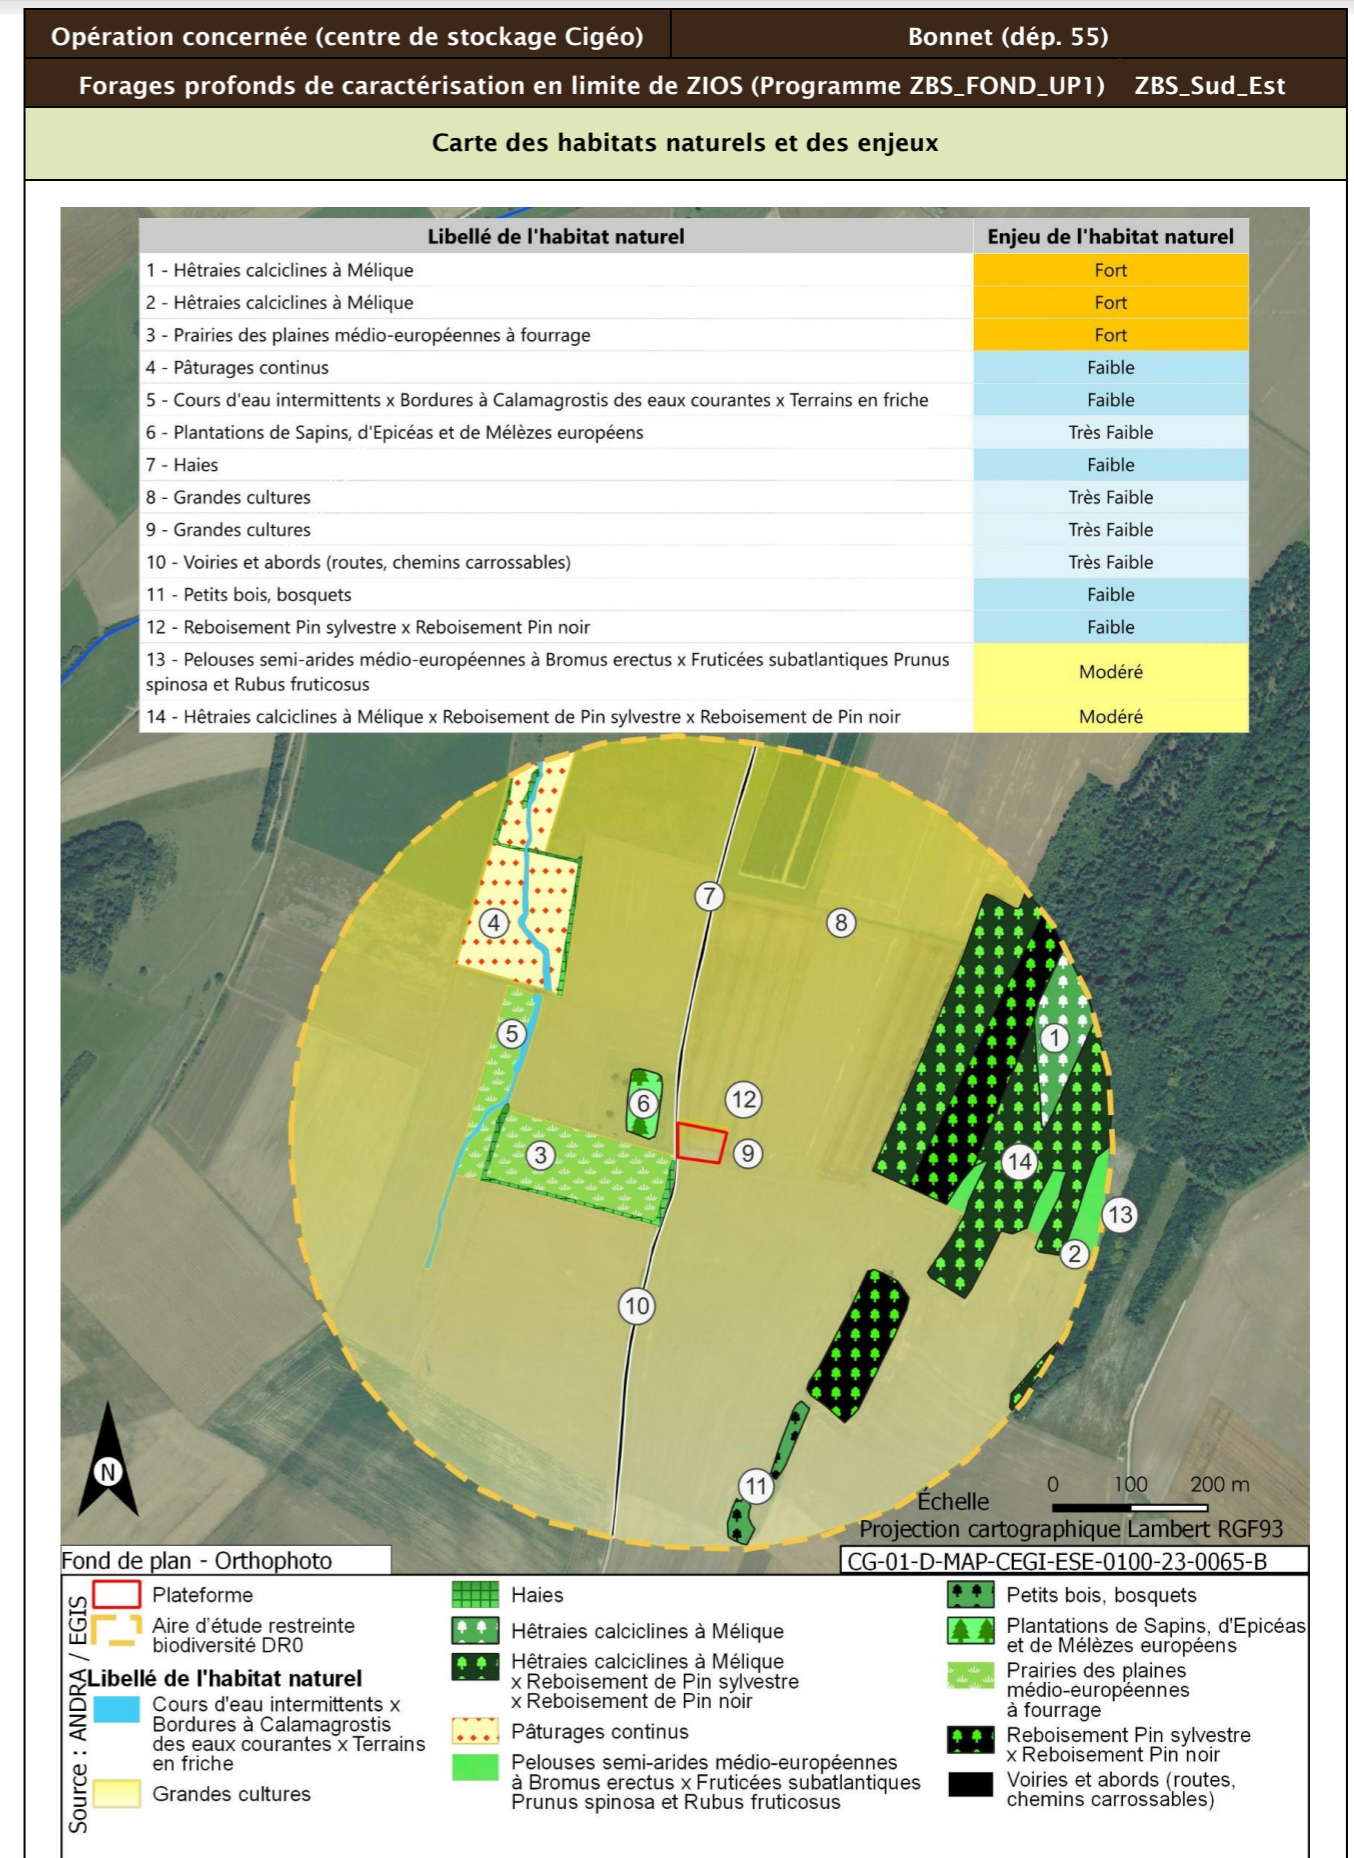 Opération concernée (centre de stockage Cigéo)
Bonnet (dép. 55)
Forages profonds de caractérisation en limite de ZIOS (Programme ZBS_FOND_UP1) ZBS_Sud_Est
Carte des habitats naturels et des enjeux
Libellé de l'habitat naturel
Enjeu de l'habitat naturel
1 - Hêtraies calciclines à Mélique
Fort
2 - Hêtraies calciclines à Mélique
Fort
3 - Prairies des plaines médio-européennes à fourrage
Fort
4 - Pâturages continus
Faible
5 - Cours d'eau intermittents x Bordures à Calamagrostis des eaux courantes x Terrains en friche
Faible
6 - Plantations de Sapins, d'Epicéas et de Mélèzes européens
Très Faible
7 - Haies
Faible
8 - Grandes cultures
Très Faible
9 - Grandes cultures
Très Faible
10 - Voiries et abords (routes, chemins carrossables)
Très Faible
11 - Petits bois, bosquets
Faible
12 - Reboisement Pin sylvestre x Reboisement Pin noir
Faible
13 - Pelouses semi-arides médio-européennes à Bromus erectus x Fruticées subatlantiques Prunus
spinosa et Rubus fruticosus
Modéré
14 - Hêtraies calciclines à Mélique x Reboisement de Pin sylvestre x Reboisement de Pin noir
Modéré
7
4
8
5
1
6
12
3
9
14
13
2
10
11
N
0 100 200 m
Échelle
Projection cartographique Lambert RGF93
Fond de plan - Orthophoto
CG-01-D-MAP-CEGI-ESE-0100-23-0065-B
Source : ANDRA / EGIS
Plateforme
Aire d'étude restreinte
biodiversité DR0
Libellé de l'habitat naturel
Cours d'eau intermittents x
Bordures à Calamagrostis
des eaux courantes x Terrains
en friche
Grandes cultures
Haies
Hêtraies calciclines à Mélique
Hêtraies calciclines à Mélique
x Reboisement de Pin sylvestre
x Reboisement de Pin noir
Pâturages continus
Pelouses semi-arides médio-européennes
à Bromus erectus x Fruticées subatlantiques
Prunus spinosa et Rubus fruticosus
Petits bois, bosquets
Plantations de Sapins, d'Epicéas
et de Mélèzes européens
Prairies des plaines
médio-européennes
à fourrage
Reboisement Pin sylvestre
x Reboisement Pin noir
Voiries et abords (routes,
chemins carrossables)